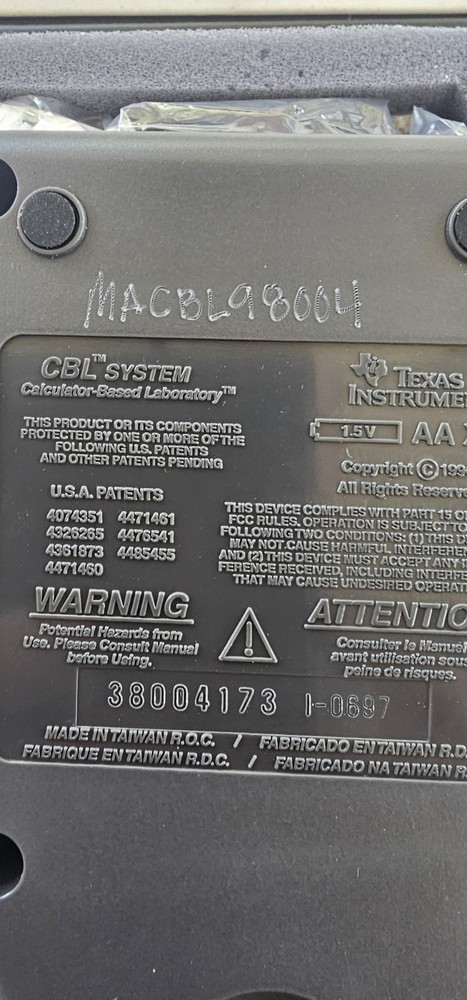 MACBL98004
CBL™ SYSTEM
Calculator-Based Laboratory™
THIS PRODUCT OR ITS COMPONENTS
PROTECTED BY ONE OR MORE OF THE
FOLLOWING U.S. PATENTS
AND OTHER PATENTS PENDING
U.S.A. PATENTS
4074351 4471461
4326265 4476541
4361873 4485455
4471460
TEXAS
INSTRUME
1.5V AA
Copyright © 199
All Rights Reserve
THIS DEVICE COMPLIES WITH PART 15 O
FCC RULES. OPERATION IS SUBJECT TO
FOLLOWING TWO CONDITIONS: (1) THIS D
MAY NOT CAUSE HARMFUL INTERFERE
AND (2) THIS DEVICE MUST ACCEPT ANY
FERENCE RECEIVED, INCLUDING INTERFE
THAT MAY CAUSE UNDESIRED OPERAT
WARNING
Potential Hazards from
Use. Please Consult Manual
before Using.
ATTENTIO
Consulter le Manuel
avant utilisation sous
peine de risques.
38004173 I-0697
MADE IN TAIWAN R.O.C. / FABRICADO EN TAIWAN R.D.
FABRIQUE EN TAIWAN R.D.C. / FABRICADO NA TAIWAN R